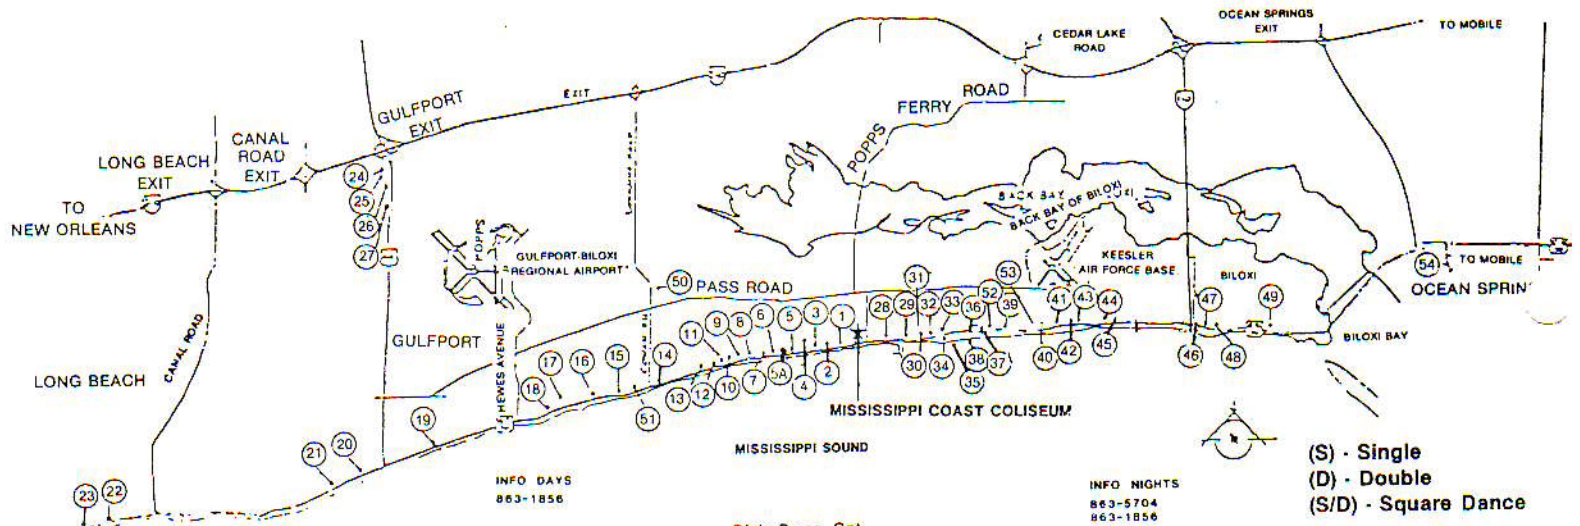 OCEAN SPRINGS
EXIT
TO MOBILE
CEDAR LAKE
ROAD
EXIT
GULFPORT
EXIT
ROAD
FERRY
POPPS
CANAL
ROAD
EXIT
LONG BEACH
EXIT
TO
NEW ORLEANS
24
25
26
27
BACK BAY
BACK BAY OF BILOXI
POPPS
GULFPORT-BILOXI
REGIONAL AIRPORT
KEESLER
AIR FORCE BASE
BILOXI
TO MOBILE
54
OCEAN SPRIN
50
PASS ROAD
31
53
11
9
8
6
5
3
1
28
29
32
33
36
52
39
41
43
44
47
49
GULFPORT
HEWES AVENUE
CANAL ROAD
LONG BEACH
18
17
16
15
14
51
13
12
10
7
5A
4
2
30
34
35
38
37
40
42
45
46
48
BILOXI BAY
MISSISSIPPI COAST COLISEUM
MISSISSIPPI SOUND
19
20
21
22
23
INFO DAYS
863-1856
INFO NIGHTS
863-5704
863-1856
(S) - Single
(D) - Double
(S/D) - Square Dance